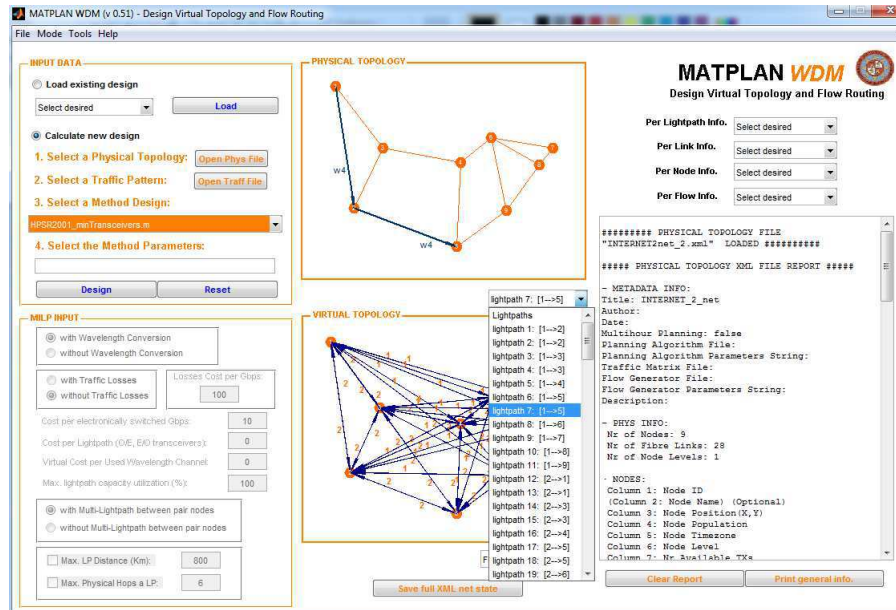 MATPLAN WDM (v 0.51) - Design Virtual Topology and Flow Routing
File Mode Tools Help
INPUT DATA
Load existing design
Select desired
Load
Calculate new design
1. Select a Physical Topology:
Open Phys File
2. Select a Traffic Pattern:
Open Traff File
3. Select a Method Design:
HPSR2001_minTransceivers.m
4. Select the Method Parameters:
Design
Reset
MILP INPUT
with Wavelength Conversion
without Wavelength Conversion
with Traffic Losses
without Traffic Losses
Losses Cost per Gbps:
100
Cost per electronically switched Gbps:
10
Cost per Lightpath (O/E, E/O transceivers):
0
Virtual Cost per Used Wavelength Channel
0
Max. lightpath capacity utilization (%):
100
with Multi-Lightpath between pair nodes
without Multi-Lightpath between pair nodes
Max. LP Distance (Km):
800
Max. Physical Hops a LP:
6
PHYSICAL TOPOLOGY
w4
w4
lightpath 7: [1-->5]
VIRTUAL TOPOLOGY
Lightpaths
lightpath 1: [1-->2]
lightpath 2: [1-->2]
lightpath 3: [1-->3]
lightpath 4: [1-->3]
lightpath 5: [1-->4]
lightpath 6: [1-->5]
lightpath 7: [1-->5]
lightpath 8: [1-->6]
lightpath 9: [1-->7]
lightpath 10: [1-->8]
lightpath 11: [1-->9]
lightpath 12: [2-->1]
lightpath 13: [2-->1]
lightpath 14: [2-->3]
lightpath 15: [2-->3]
lightpath 16: [2-->4]
lightpath 17: [2-->5]
lightpath 18: [2-->5]
lightpath 19: [2-->6]
Save full XML net state
MATPLAN WDM
Design Virtual Topology and Flow Routing
Per Lightpath Info.
Select desired
Per Link Info.
Select desired
Per Node Info.
Select desired
Per Flow Info.
Select desired
######### PHYSICAL TOPOLOGY FILE
"INTERNET2net_2.xml" LOADED ##########
##### PHYSICAL TOPOLOGY XML FILE REPORT #####
- METADATA INFO:
Title: INTERNET_2_net
Author:
Date:
Multihour Planning: false
Planning Algorithm File:
Planning Algorithm Parameters String:
Traffic Matrix File:
Flow Generator File:
Flow Generator Parameters String:
Description:
- PHYS INFO:
Nr of Nodes: 9
Nr of Fibre Links: 28
Nr of Node Levels: 1
- NODES:
Column 1: Node ID
(Column 2: Node Name) (Optional)
Column 3: Node Position(X,Y)
Column 4: Node Population
Column 5: Node Timezone
Column 6: Node Level
Column 7: Nr Available TXs
Clear Report
Print general info.